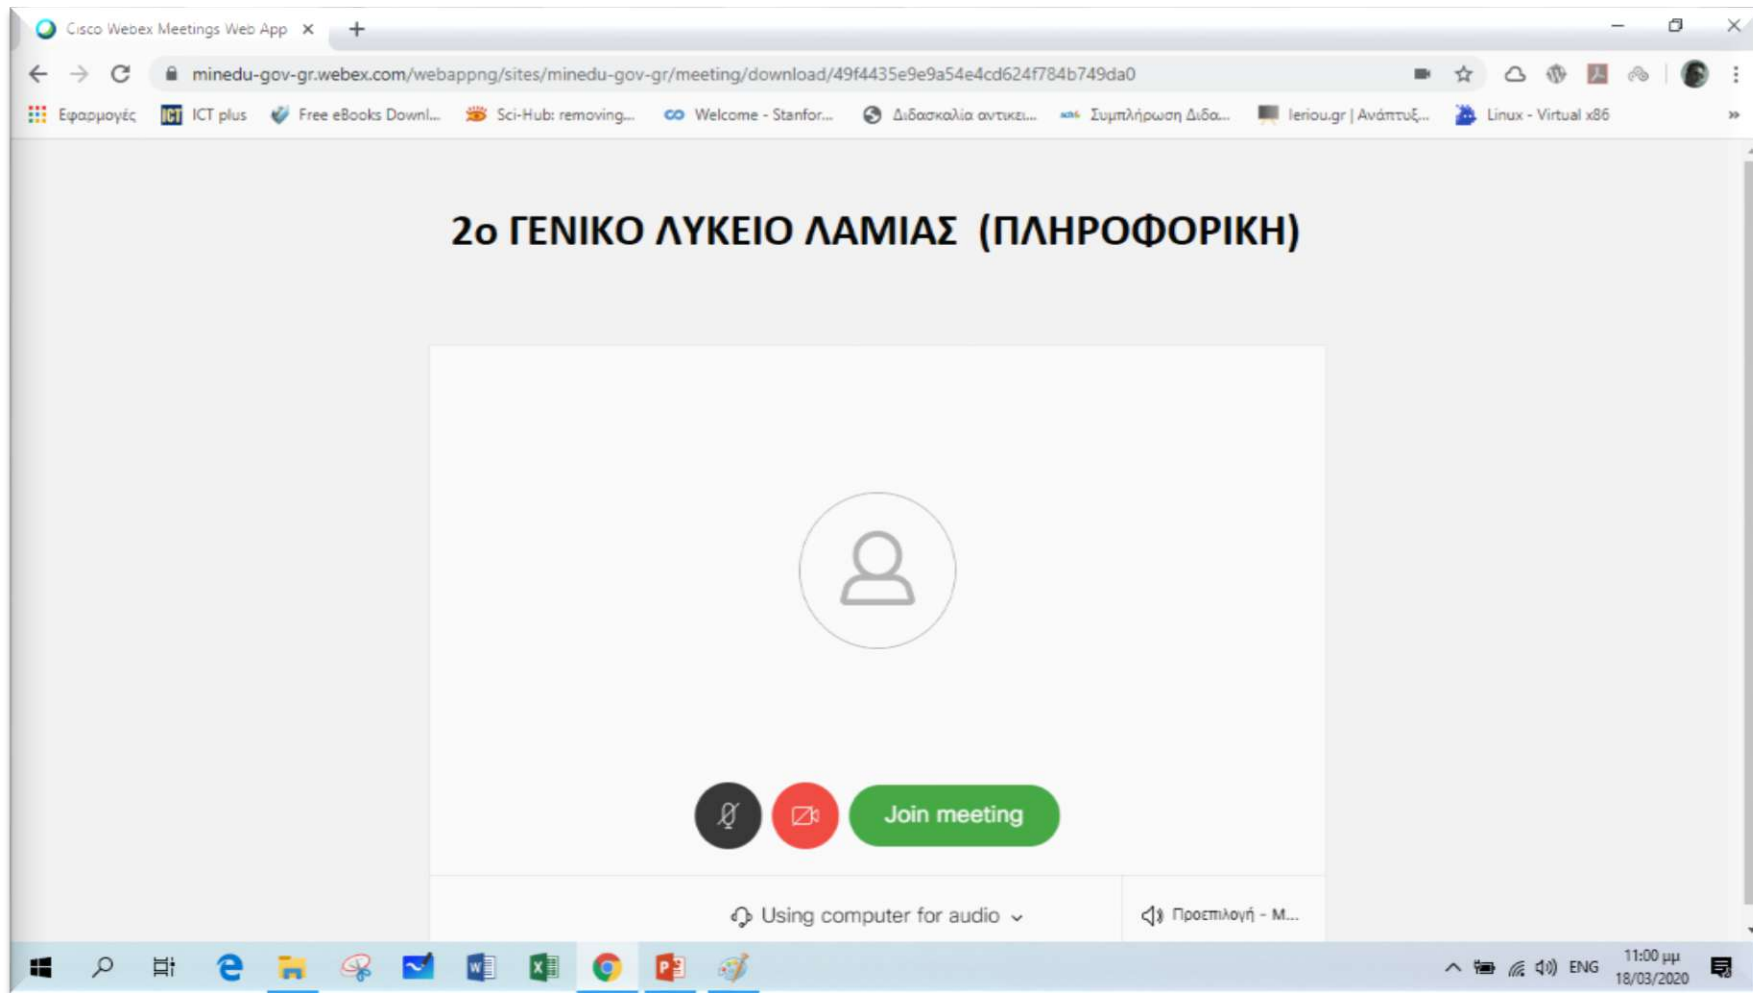 Cisco Webex Meetings Web App
minedu-gov-gr.webex.com/webappng/sites/minedu-gov-gr/meeting/download/49f4435e9e9a54e4cd624f784b749da0
Εφαρμογές ICT ICT plus Free eBooks Downl... Sci-Hub: removing... Welcome - Stanfor... Διδασκαλία αντικει... Συμπλήρωση Διδα... Ieriou.gr | Ανάπτυξ... Linux - Virtual x86 »
2ο ΓΕΝΙΚΟ ΛΥΚΕΙΟ ΛΑΜΙΑΣ (ΠΛΗΡΟΦΟΡΙΚΗ)
Join meeting
Using computer for audio
Προεπιλογή - M...
ENG
11:00 μμ
18/03/2020